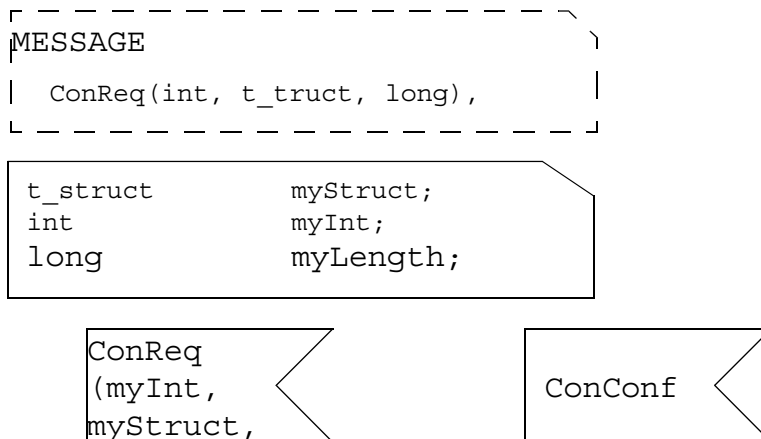 MESSAGE
ConReq(int, t_truct, long),
t_struct myStruct;
int myInt;
long myLength;
ConReq
(myInt,
myStruct,
ConConf